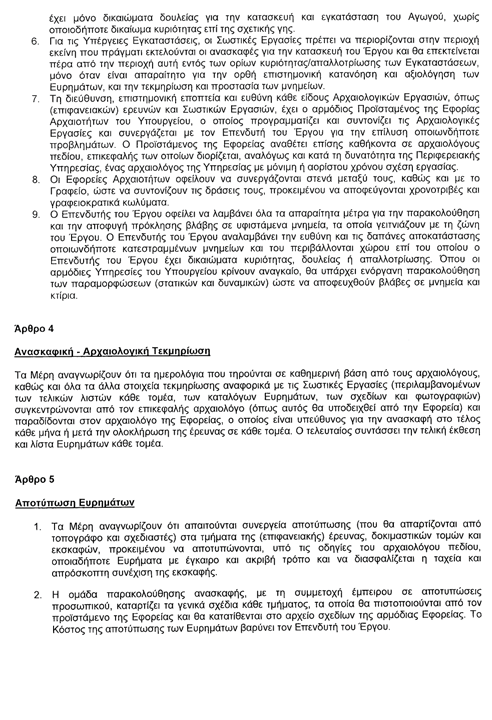 έχει μόνο δικαιώματα δουλείας για την κατασκευή και εγκατάσταση του Αγωγού, χωρίς
οποιοδήποτε δικαίωμα κυριότητας επί της σχετικής γης.
6. Για τις Υπέργειες Εγκαταστάσεις, οι Σωστικές Εργασίες πρέπει να περιορίζονται στην περιοχή
εκείνη που πράγματι εκτελούνται οι ανασκαφές για την κατασκευή του Έργου και θα επεκτείνεται
πέρα από την περιοχή αυτή εντός των ορίων κυριότητας/απαλλοτρίωσης των Εγκαταστάσεων,
μόνο όταν είναι απαραίτητο για την ορθή επιστημονική κατανόηση και αξιολόγηση των
Ευρημάτων, και την τεκμηρίωση και προστασία των μνημείων.
7. Τη διεύθυνση, επιστημονική εποπτεία και ευθύνη κάθε είδους Αρχαιολογικών Εργασιών, όπως
(επιφανειακών) ερευνών και Σωστικών Εργασιών, έχει ο αρμόδιος Προϊστάμενος της Εφορίας
Αρχαιοτήτων του Υπουργείου, ο οποίος προγραμματίζει και συντονίζει τις Αρχαιολογικές
Εργασίες και συνεργάζεται με τον Επενδυτή του Έργου για την επίλυση οποιωνδήποτε
προβλημάτων. Ο Προϊστάμενος της Εφορίας αναθέτει επίσης καθήκοντα σε αρχαιολόγους
πεδίου, επικεφαλής των οποίων διορίζεται, αναλόγως και κατά τη δυνατότητα της Περιφερειακής
Υπηρεσίας, ένας αρχαιολόγος της Υπηρεσίας με μόνιμη ή αορίστου χρόνου σχέση εργασίας.
8. Οι Εφορείες Αρχαιοτήτων οφείλουν να συνεργάζονται στενά μεταξύ τους, καθώς και με το
Γραφείο, ώστε να συντονίζουν τις δράσεις τους, προκειμένου να αποφεύγονται χρονοτριβές και
γραφειοκρατικά κωλύματα.
9. Ο Επενδυτής του Έργου οφείλει να λαμβάνει όλα τα απαραίτητα μέτρα για την παρακολούθηση
και την αποφυγή πρόκλησης βλάβης σε υφιστάμενα μνημεία, τα οποία γειτνιάζουν με τη ζώνη
του Έργου. Ο Επενδυτής του Έργου αναλαμβάνει την ευθύνη και τις δαπάνες αποκατάστασης
οποιωνδήποτε κατεστραμμένων μνημείων και του περιβάλλοντα χώρου επί του οποίου ο
Επενδυτής του Έργου έχει δικαιώματα κυριότητας, δουλείας ή απαλλοτρίωσης. Όπου οι
αρμόδιες Υπηρεσίες του Υπουργείου κρίνουν αναγκαίο, θα υπάρχει ενόργανη παρακολούθηση
των παραμορφώσεων (στατικών και δυναμικών) ώστε να αποφευχθούν βλάβες σε μνημεία και
κτίρια.
Άρθρο 4
Ανασκαφική - Αρχαιολογική Τεκμηρίωση
Τα Μέρη αναγνωρίζουν ότι τα ημερολόγια που τηρούνται σε καθημερινή βάση από τους αρχαιολόγους,
καθώς και όλα τα άλλα στοιχεία τεκμηρίωσης αναφορικά με τις Σωστικές Εργασίες (περιλαμβανομένων
των τελικών λιστών κάθε τομέα, των καταλόγων Ευρημάτων, των σχεδίων και φωτογραφιών)
συγκεντρώνονται από τον επικεφαλής αρχαιολόγο (όπως αυτός θα υποδειχθεί από την Εφορεία) και
παραδίδονται στον αρχαιολόγο της Εφορείας, ο οποίος είναι υπεύθυνος για την ανασκαφή στο τέλος
κάθε μήνα ή μετά την ολοκλήρωση της έρευνας σε κάθε τομέα. Ο τελευταίος συντάσσει την τελική έκθεση
και λίστα Ευρημάτων κάθε τομέα.
Άρθρο 5
Αποτύπωση Ευρημάτων
1. Τα Μέρη αναγνωρίζουν ότι απαιτούνται συνεργεία αποτύπωσης (που θα απαρτίζονται από
τοπογράφο και σχεδιαστές) στα τμήματα της (επιφανειακής) έρευνας, δοκιμαστικών τομών και
εκσκαφών, προκειμένου να αποτυπώνονται, υπό τις οδηγίες του αρχαιολόγου πεδίου,
οποιαδήποτε Ευρήματα με έγκαιρο και ακριβή τρόπο και να διασφαλίζεται η ταχεία και
απρόσκοπτη συνέχιση της εκσκαφής.
2. Η ομάδα παρακολούθησης ανασκαφής, με τη συμμετοχή έμπειρου σε αποτυπώσεις
προσωπικού, καταρτίζει τα γενικά σχέδια κάθε τμήματος, τα οποία θα πιστοποιούνται από τον
προϊστάμενο της Εφορείας και θα κατατίθενται στο αρχείο σχεδίων της αρμόδιας Εφορείας. Το
Κόστος της αποτύπωσης των Ευρημάτων βαρύνει τον Επενδυτή του Έργου.